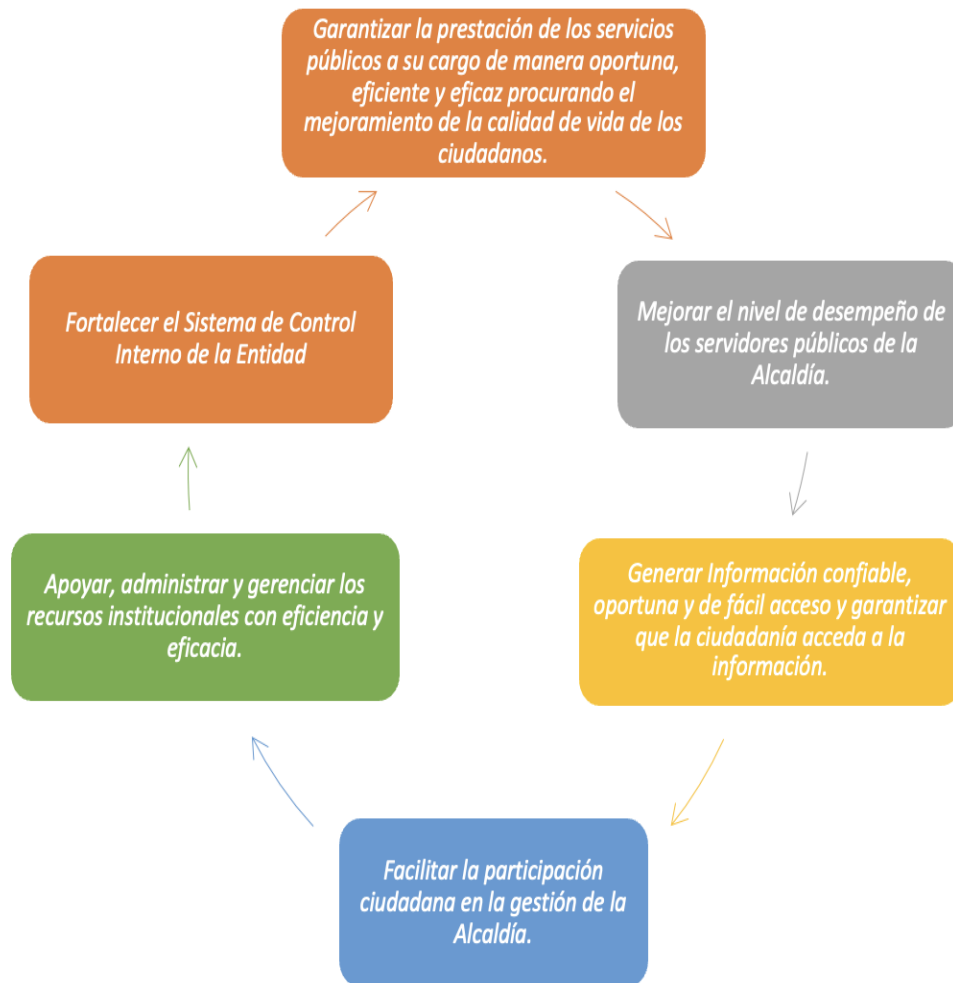 Garantizar la prestación de los servicios
públicos a su cargo de manera oportuna,
eficiente y eficaz procurando el
mejoramiento de la calidad de vida de los
ciudadanos.
Mejorar el nivel de desempeño de
los servidores públicos de la
Alcaldía.
Generar Información confiable,
oportuna y de fácil acceso y garantizar
que la ciudadanía acceda a la
información.
Facilitar la participación
ciudadana en la gestión de la
Alcaldía.
Apoyar, administrar y gerenciar los
recursos institucionales con eficiencia y
eficacia.
Fortalecer el Sistema de Control
Interno de la Entidad